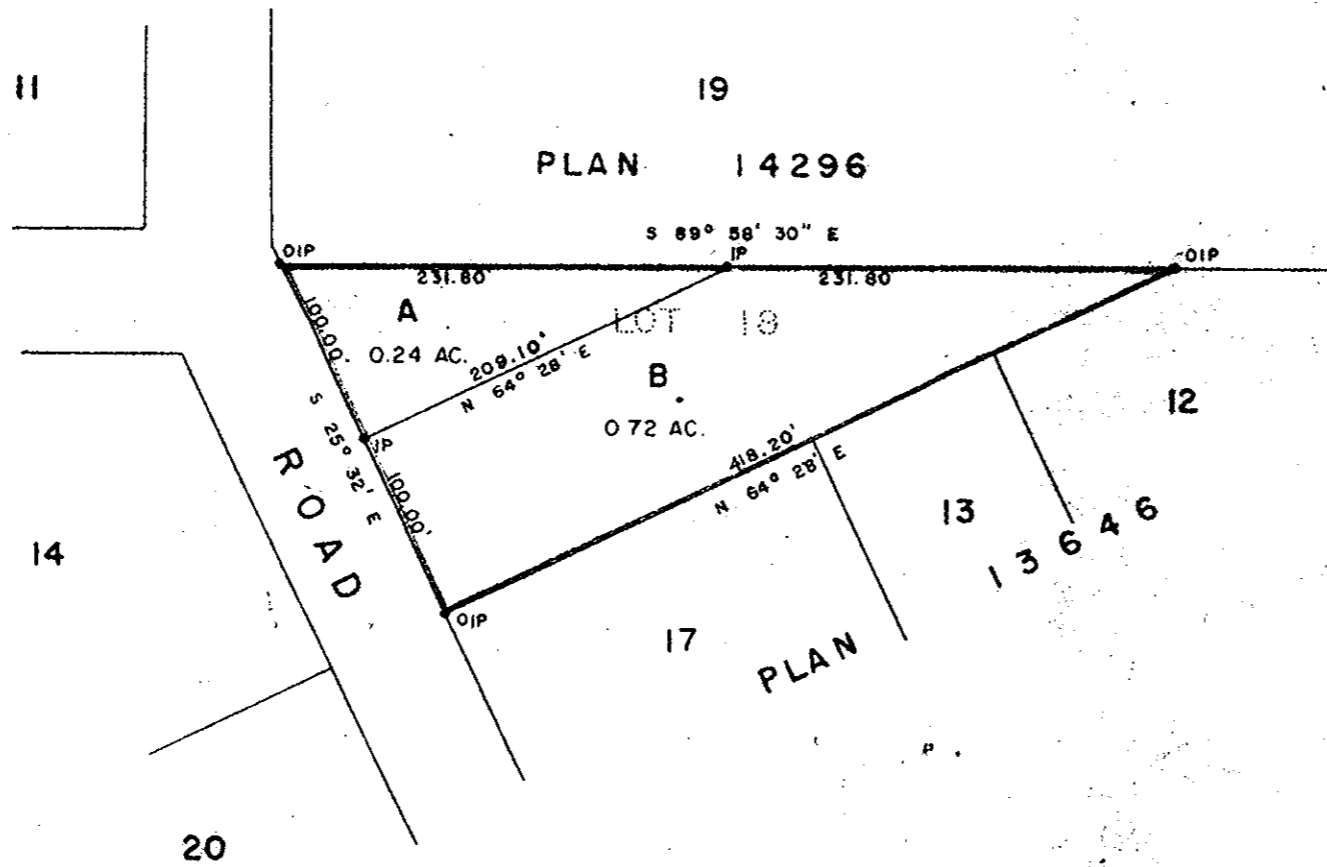 11
19
PLAN 14296
S 89° 58' 30" E
OIP
IP
OIP
231.80'
231.80
A
LOT 18
100.00'
0.24 AC.
209.10'
N 64° 28' E
B
0.72 AC.
12
S 25° 32' E
IP
ROAD
100.00'
418.20'
N 64° 28' E
13
13646
14
OIP
17
PLAN
20